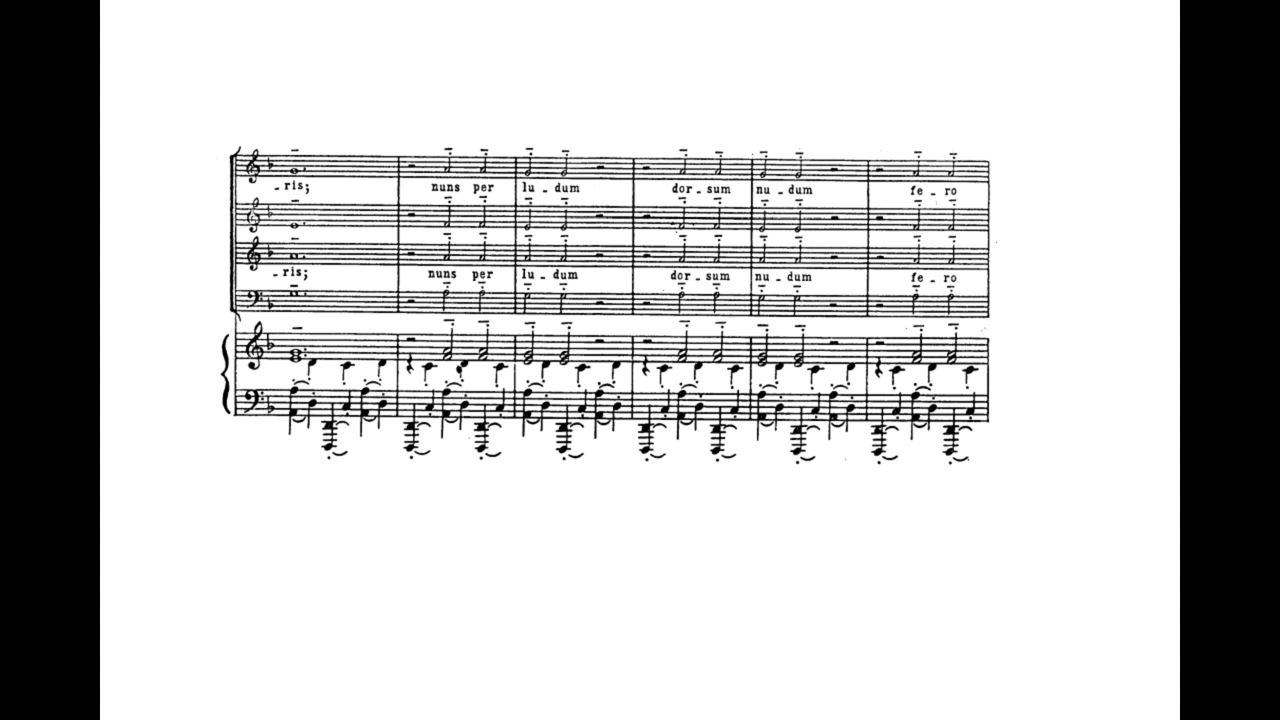 _ ris; nuns per lu - dum dor - sum nu - dum fe - ro
_ ris; nuns per lu - dum dor - sum nu - dum fe - ro